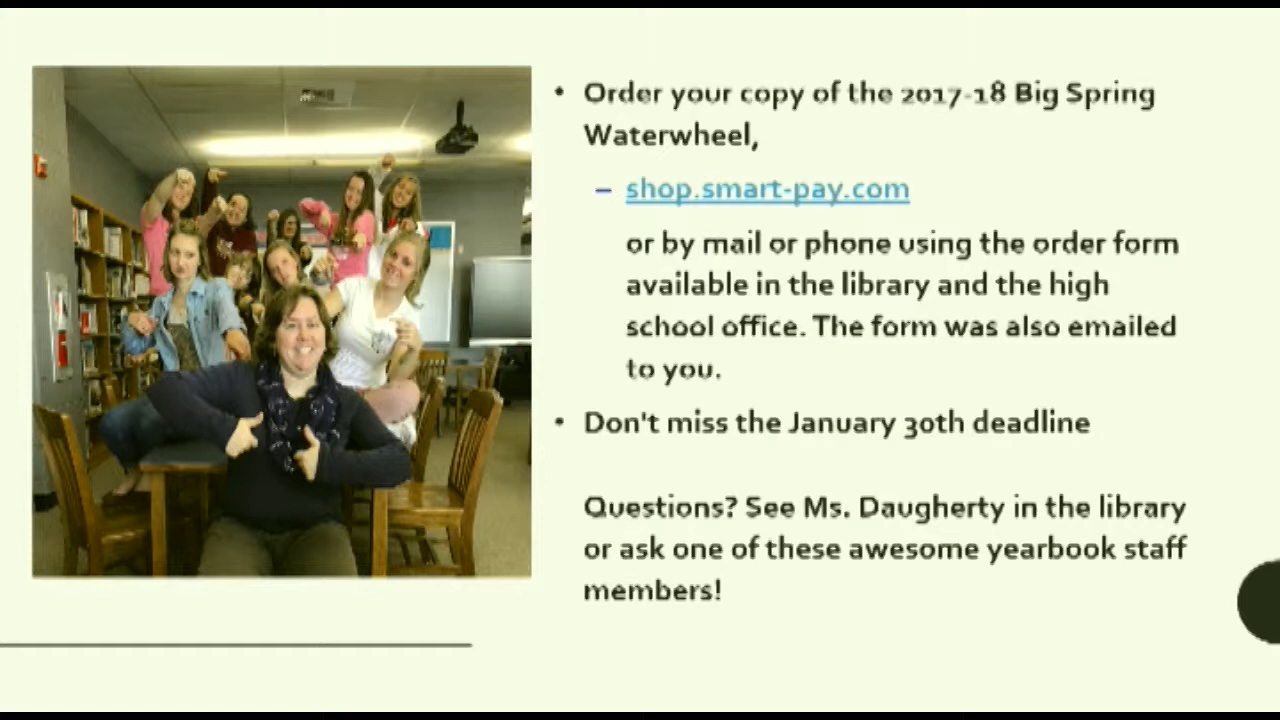 • Order your copy of the 2017-18 Big Spring
Waterwheel,
– shop.smart-pay.com
or by mail or phone using the order form
available in the library and the high
school office. The form was also emailed
to you.
• Don't miss the January 30th deadline
Questions? See Ms. Daugherty in the library
or ask one of these awesome yearbook staff
members!